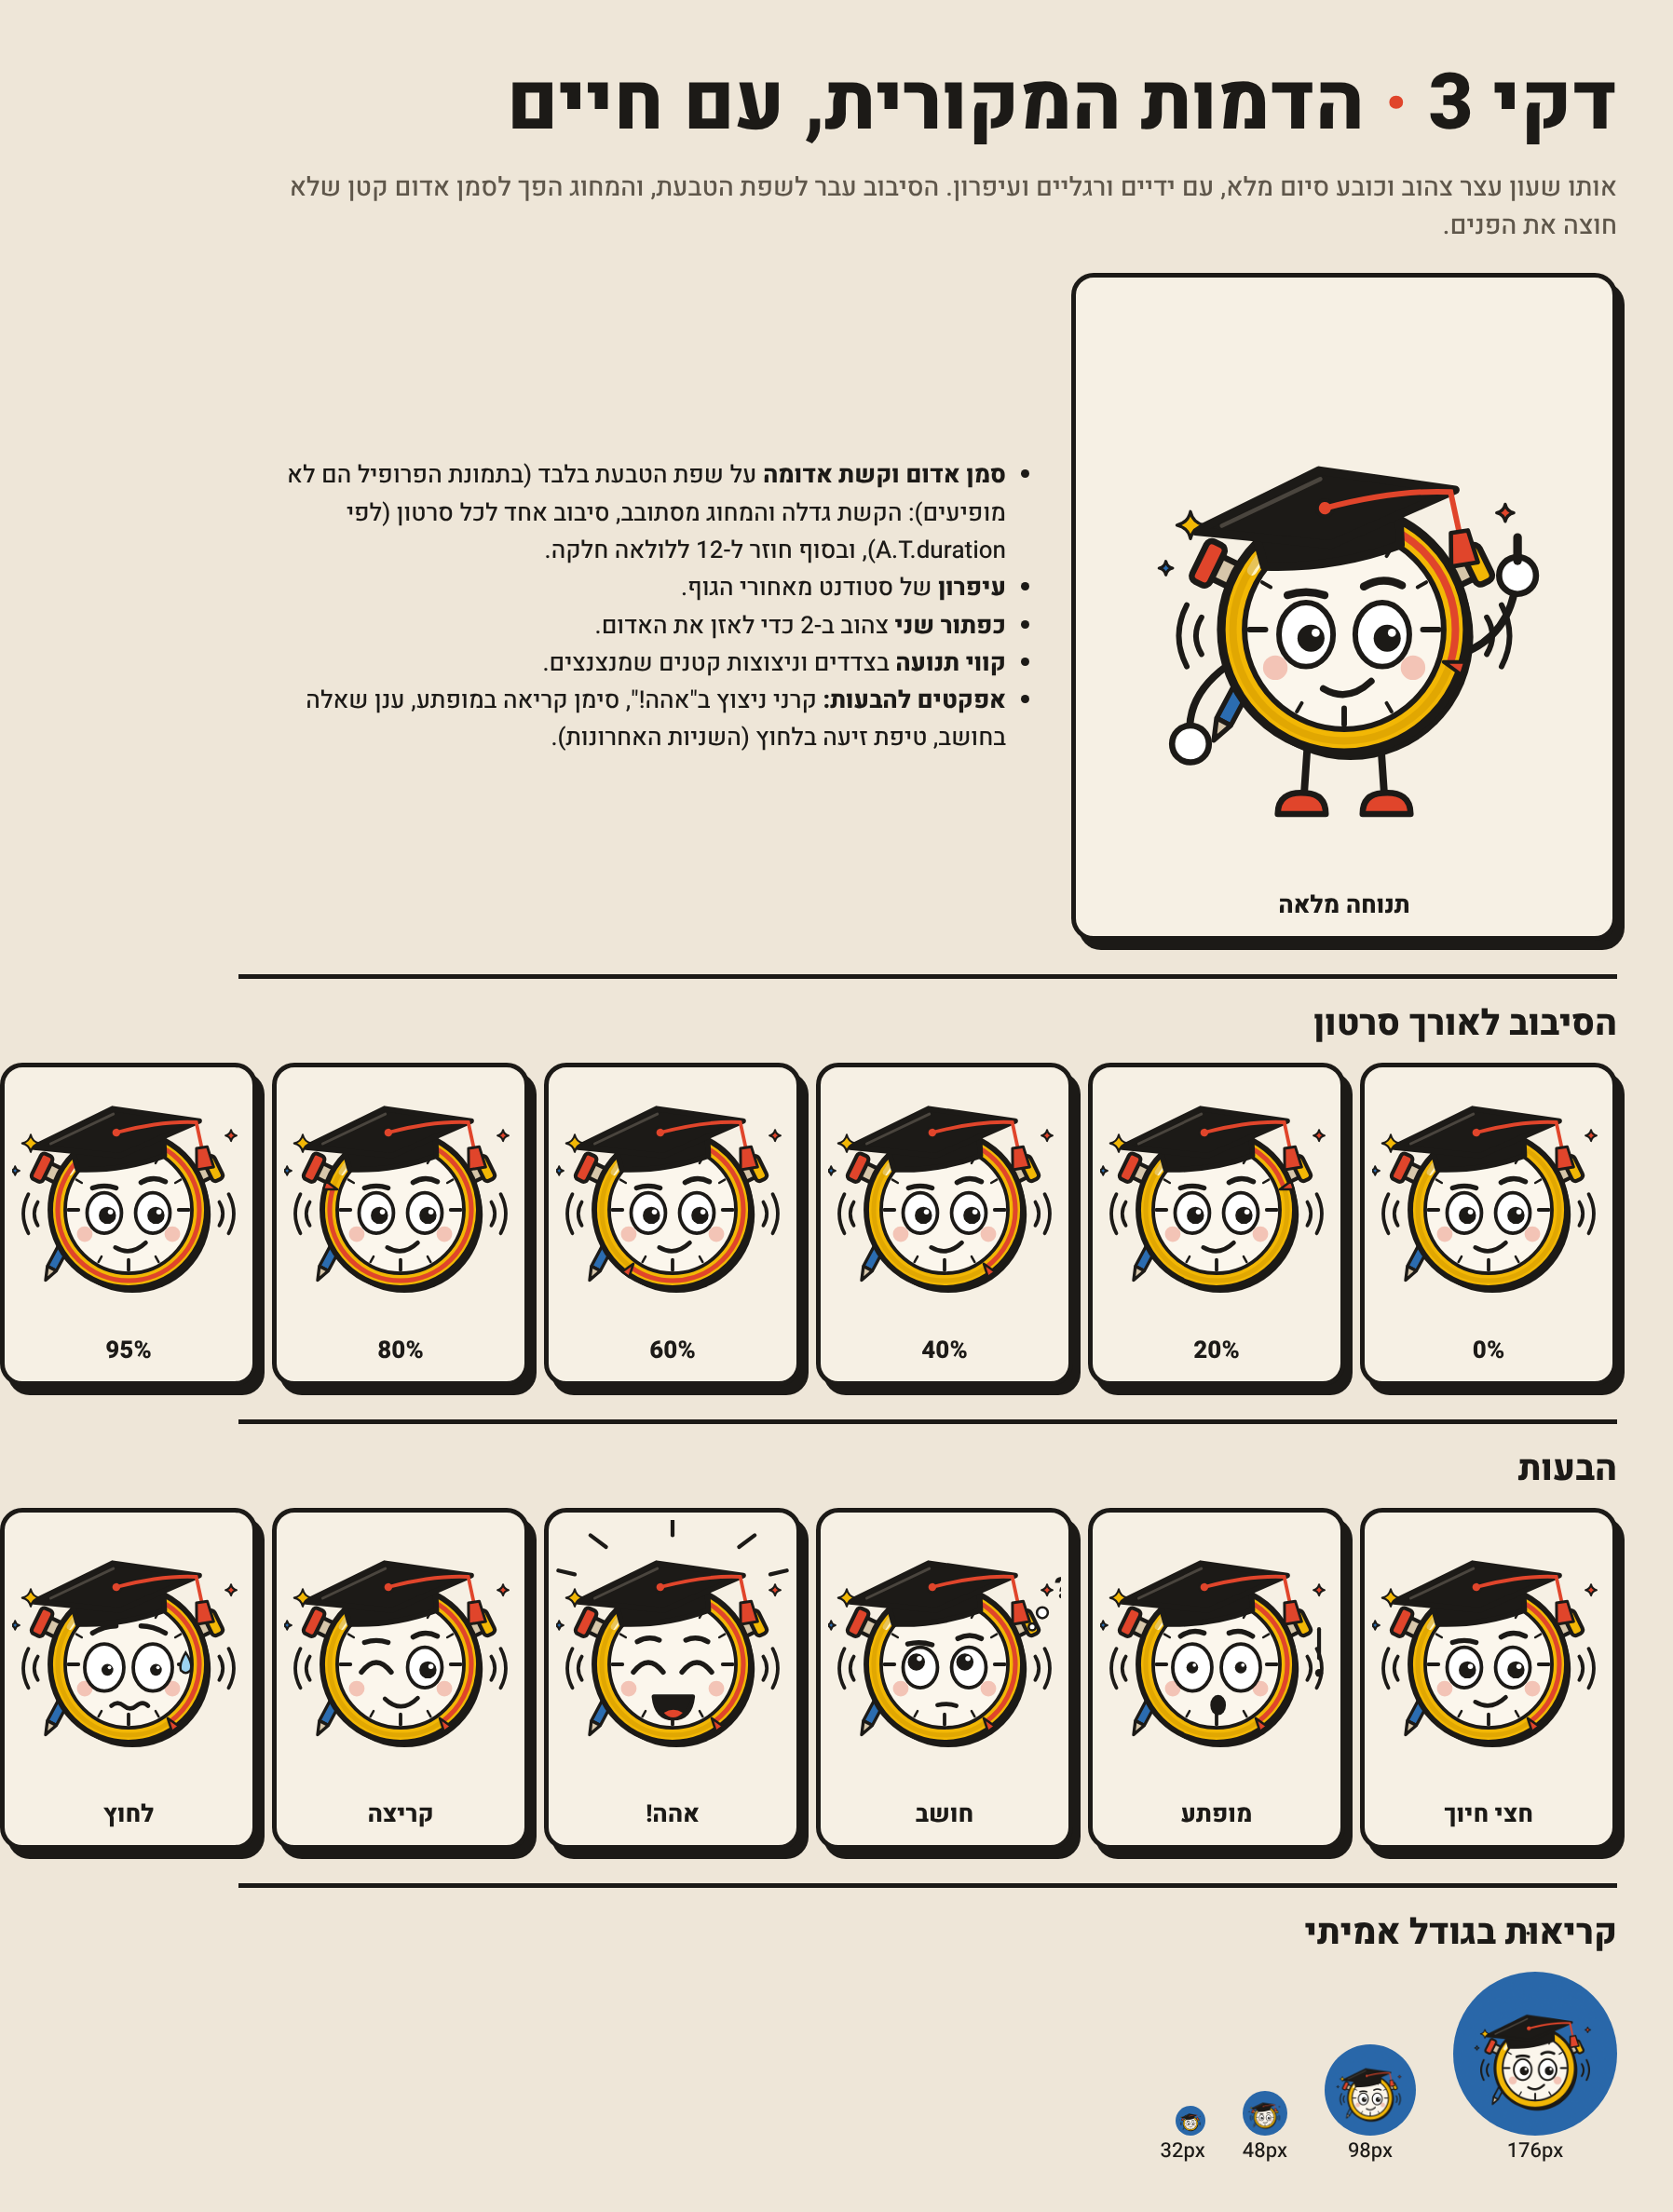 דקי 3 · הדמות המקורית, עם חיים
אותו שעון עצר צהוב וכובע סיום מלא, עם ידיים ורגליים ועיפרון. הסיבוב עבר לשפת הטבעת, והמחוג הפך לסמן אדום קטן שלא
חוצה את הפנים.
תנוחה מלאה
• סמן אדום וקשת אדומה על שפת הטבעת בלבד (בתמונת הפרופיל הם לא
מופיעים): הקשת גדלה והמחוג מסתובב, סיבוב אחד לכל סרטון (לפי
A.T.duration), ובסוף חוזר ל-12 ללולאה חלקה.
• עיפרון של סטודנט מאחורי הגוף.
• כפתור שני צהוב ב-2 כדי לאזן את האדום.
• קווי תנועה בצדדים וניצוצות קטנים שמנצנצים.
• אפקטים להבעות: קרני ניצוץ ב"אהה!", סימן קריאה במופתע, ענן שאלה
בחושב, טיפת זיעה בלחוץ (השניות האחרונות).
הסיבוב לאורך סרטון
0%
20%
40%
60%
80%
95%
הבעות
חצי חיוך
מופתע
חושב
אהה!
קריצה
לחוץ
קריאוּת בגודל אמיתי
176px
98px
48px
32px